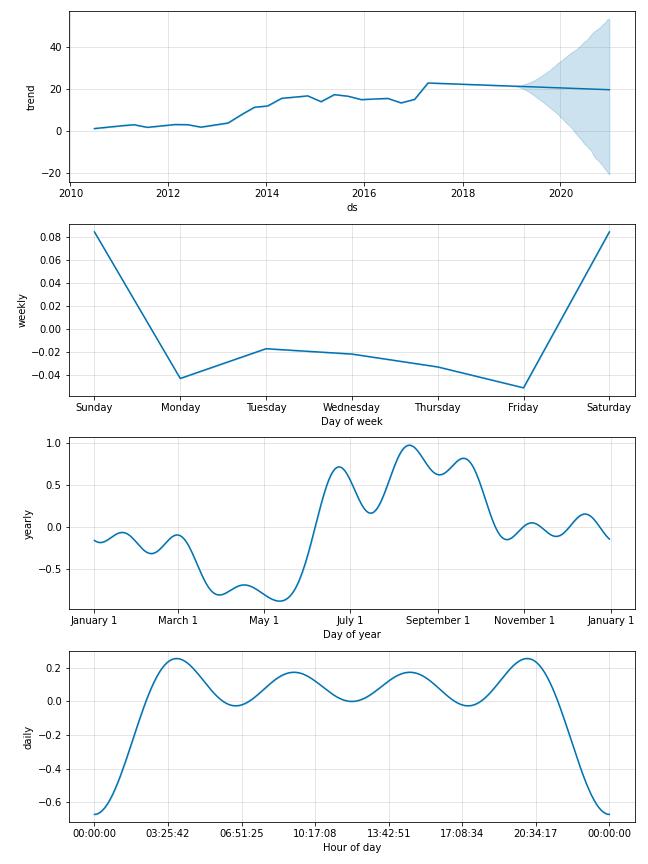 trend
40
20
0
−20
2010 2012 2014 2016 2018 2020
ds
weekly
0.08
0.06
0.04
0.02
0.00
−0.02
−0.04
Sunday Monday Tuesday Wednesday Thursday Friday Saturday
Day of week
yearly
1.0
0.5
0.0
−0.5
January 1 March 1 May 1 July 1 September 1 November 1 January 1
Day of year
daily
0.2
0.0
−0.2
−0.4
−0.6
00:00:00 03:25:42 06:51:25 10:17:08 13:42:51 17:08:34 20:34:17 00:00:00
Hour of day